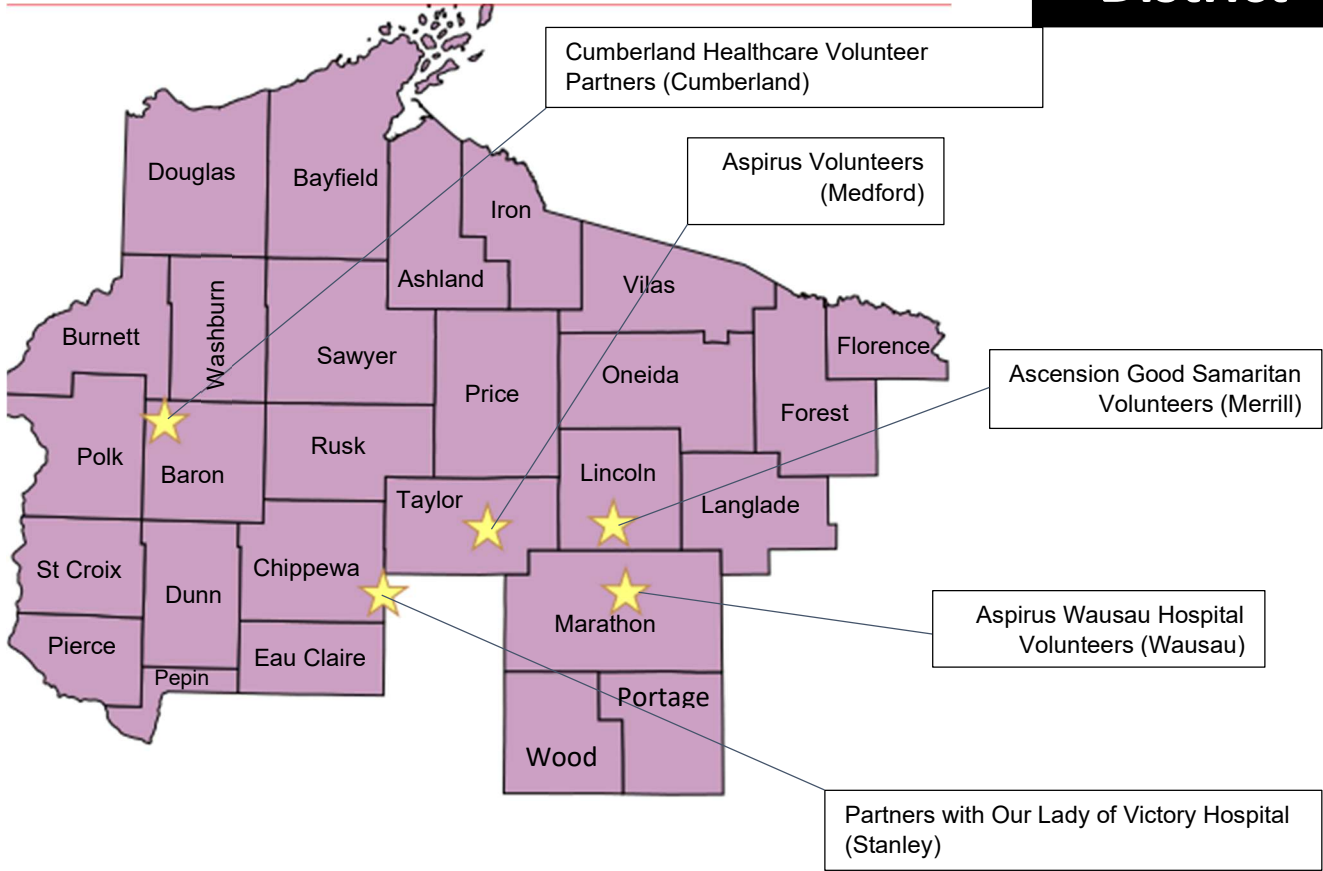 District
Cumberland Healthcare Volunteer
Partners (Cumberland)
Aspirus Volunteers
(Medford)
Douglas
Bayfield
Iron
Ashland
Vilas
Burnett
Washburn
Sawyer
Florence
Price
Oneida
Ascension Good Samaritan
Volunteers (Merrill)
Forest
Polk
Baron
Rusk
Lincoln
Taylor
Langlade
St Croix
Dunn
Chippewa
Marathon
Aspirus Wausau Hospital
Volunteers (Wausau)
Pierce
Pepin
Eau Claire
Portage
Wood
Partners with Our Lady of Victory Hospital
(Stanley)